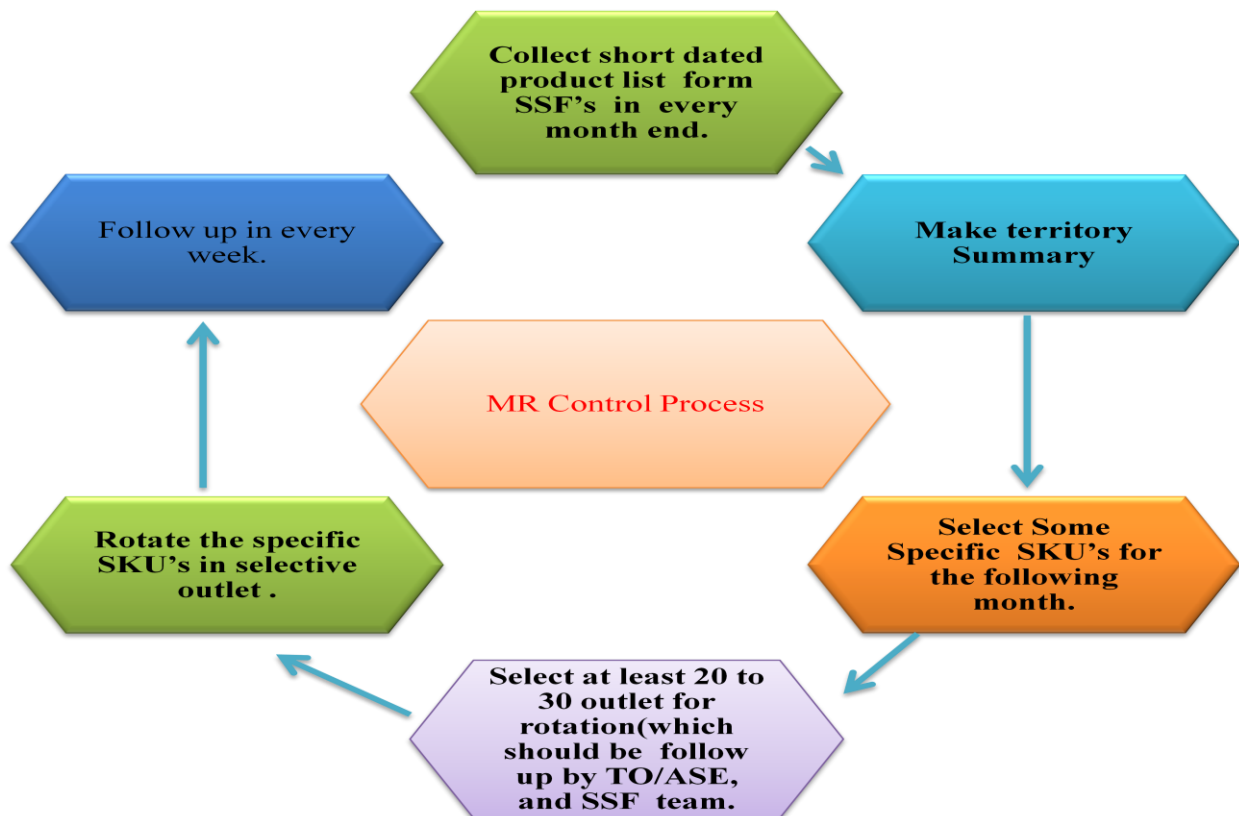 Collect short dated
product list form
SSF's in every
month end.
Make territory
Summary
Select Some
Specific SKU's for
the following
month.
Select at least 20 to
30 outlet for
rotation(which
should be follow
up by TO/ASE,
and SSF team.
Rotate the specific
SKU's in selective
outlet .
Follow up in every
week.
MR Control Process